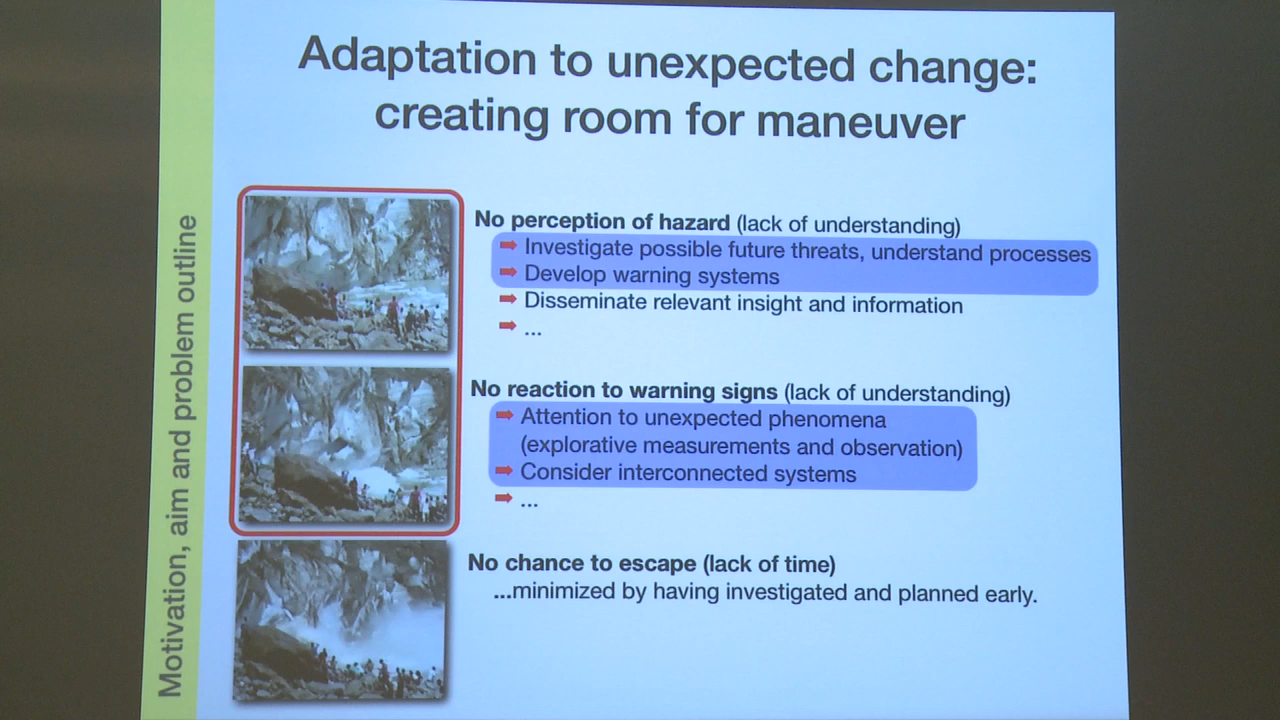 Adaptation to unexpected change:
creating room for maneuver
Motivation, aim and problem outline
No perception of hazard (lack of understanding)
➡ Investigate possible future threats, understand processes
➡ Develop warning systems
➡ Disseminate relevant insight and information
➡ ...
No reaction to warning signs (lack of understanding)
➡ Attention to unexpected phenomena
(explorative measurements and observation)
➡ Consider interconnected systems
➡ ...
No chance to escape (lack of time)
...minimized by having investigated and planned early.